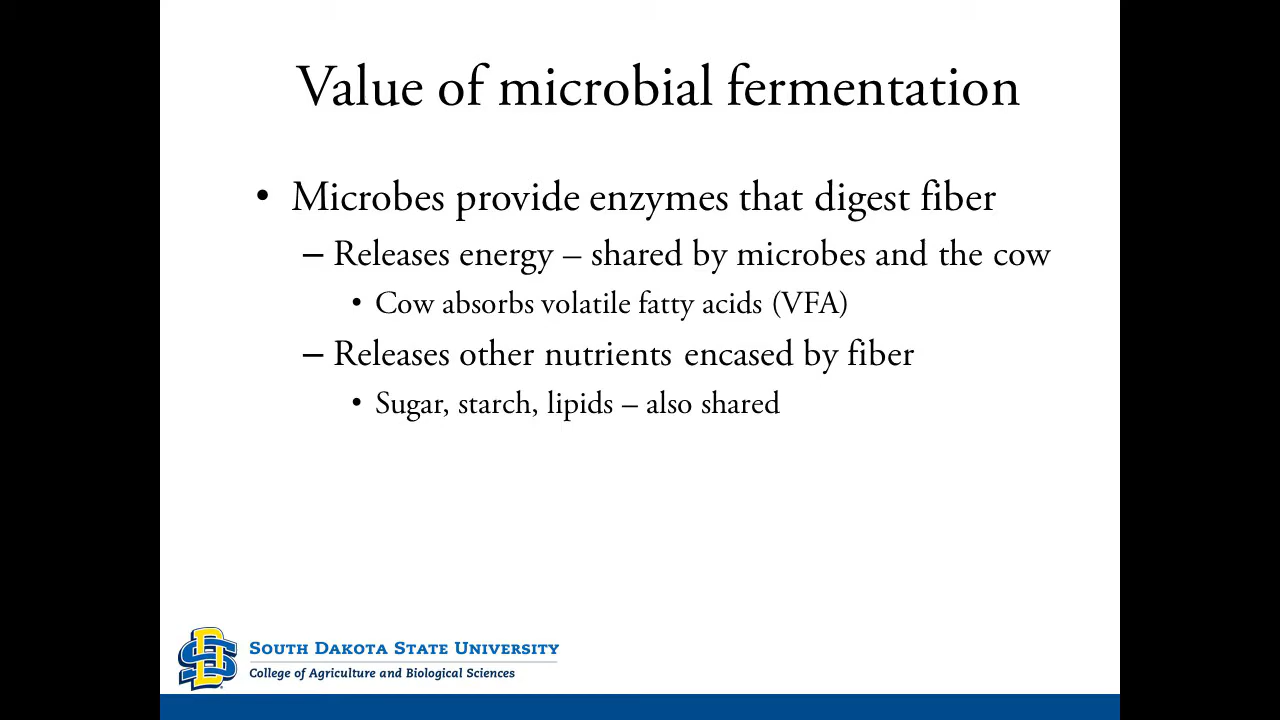 Value of microbial fermentation
• Microbes provide enzymes that digest fiber
– Releases energy – shared by microbes and the cow
• Cow absorbs volatile fatty acids (VFA)
– Releases other nutrients encased by fiber
• Sugar, starch, lipids – also shared
South Dakota State University
College of Agriculture and Biological Sciences